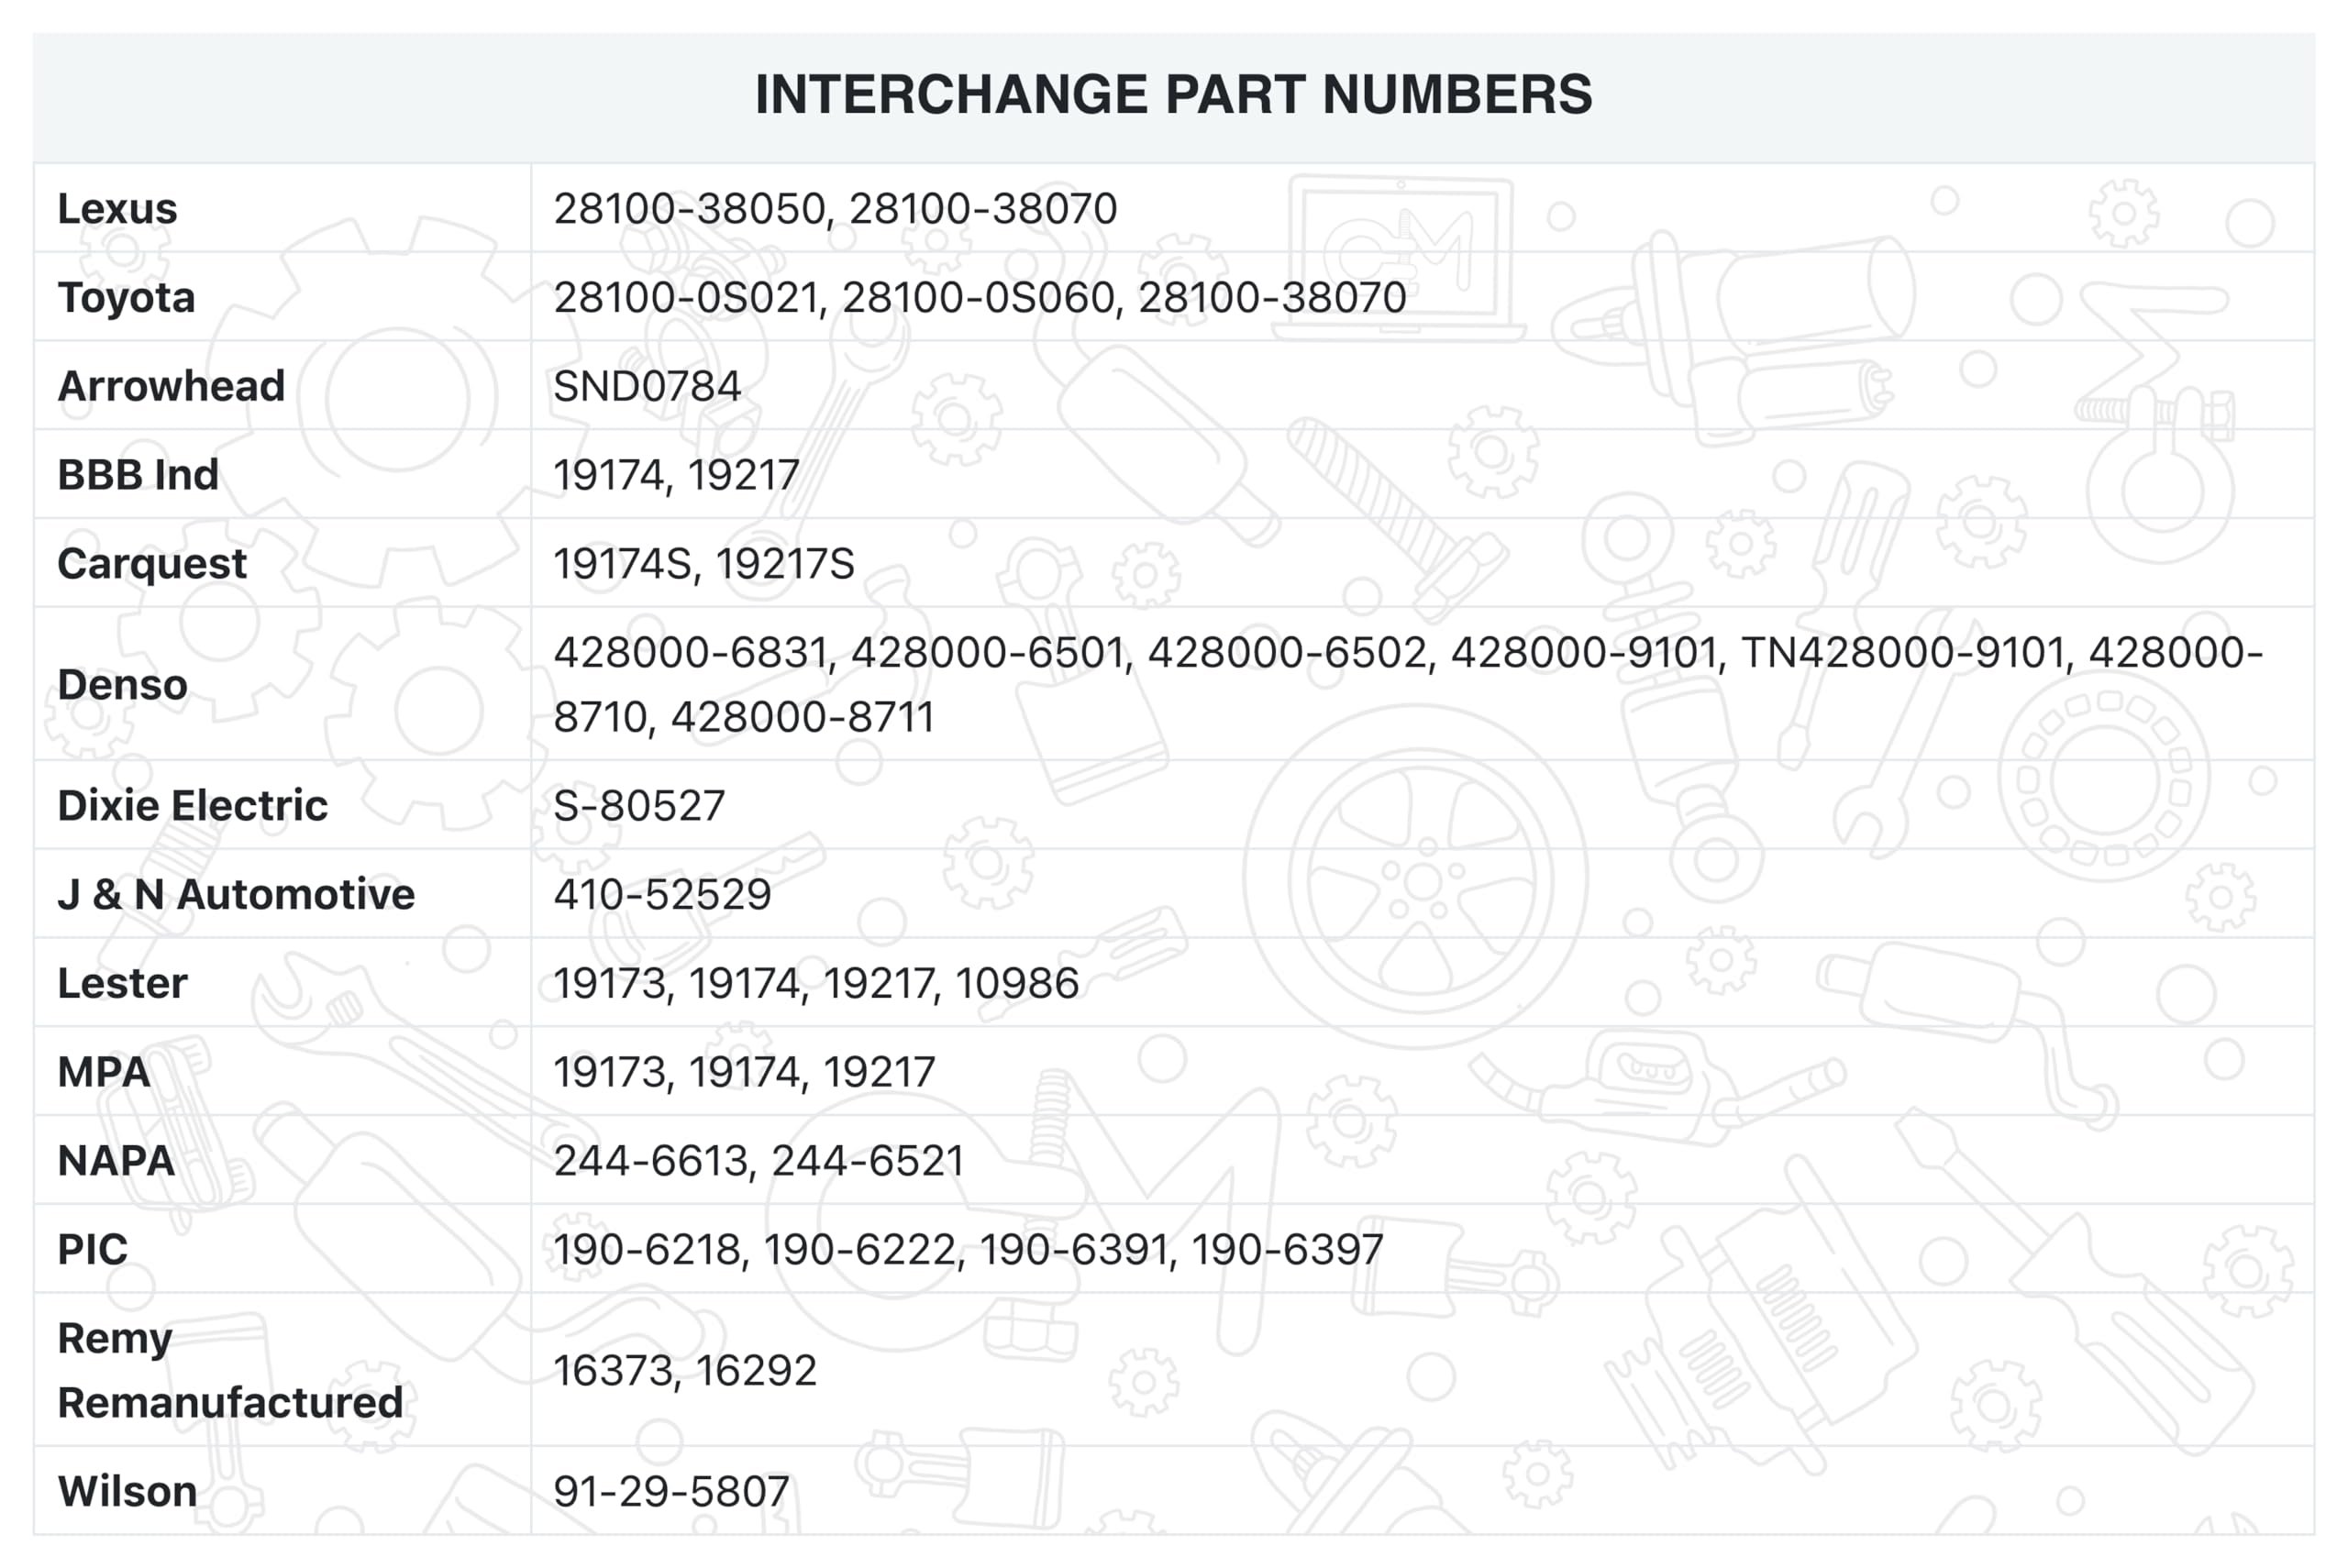 INTERCHANGE PART NUMBERS
Lexus 28100-38050, 28100-38070
Toyota 28100-0S021, 28100-0S060, 28100-38070
Arrowhead SND0784
BBB Ind 19174, 19217
Carquest 19174S, 19217S
Denso 428000-6831, 428000-6501, 428000-6502, 428000-9101, TN428000-9101, 428000-
8710, 428000-8711
Dixie Electric S-80527
J & N Automotive 410-52529
Lester 19173, 19174, 19217, 10986
MPA 19173, 19174, 19217
NAPA 244-6613, 244-6521
PIC 190-6218, 190-6222, 190-6391, 190-6397
Remy
Remanufactured 16373, 16292
Wilson 91-29-5807